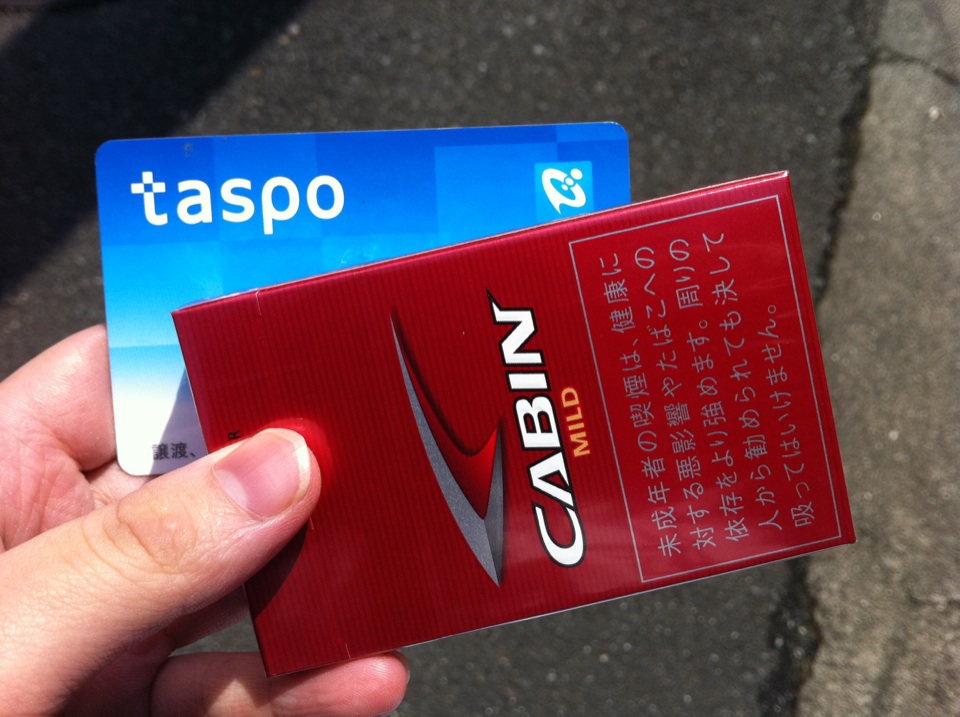 taspo
譲渡、
R
CABIN
MILD
未成年者の喫煙は、健康に
対する悪影響やたばこへの
依存をより強めます。周りの
人から勧められても決して
吸ってはいけません。